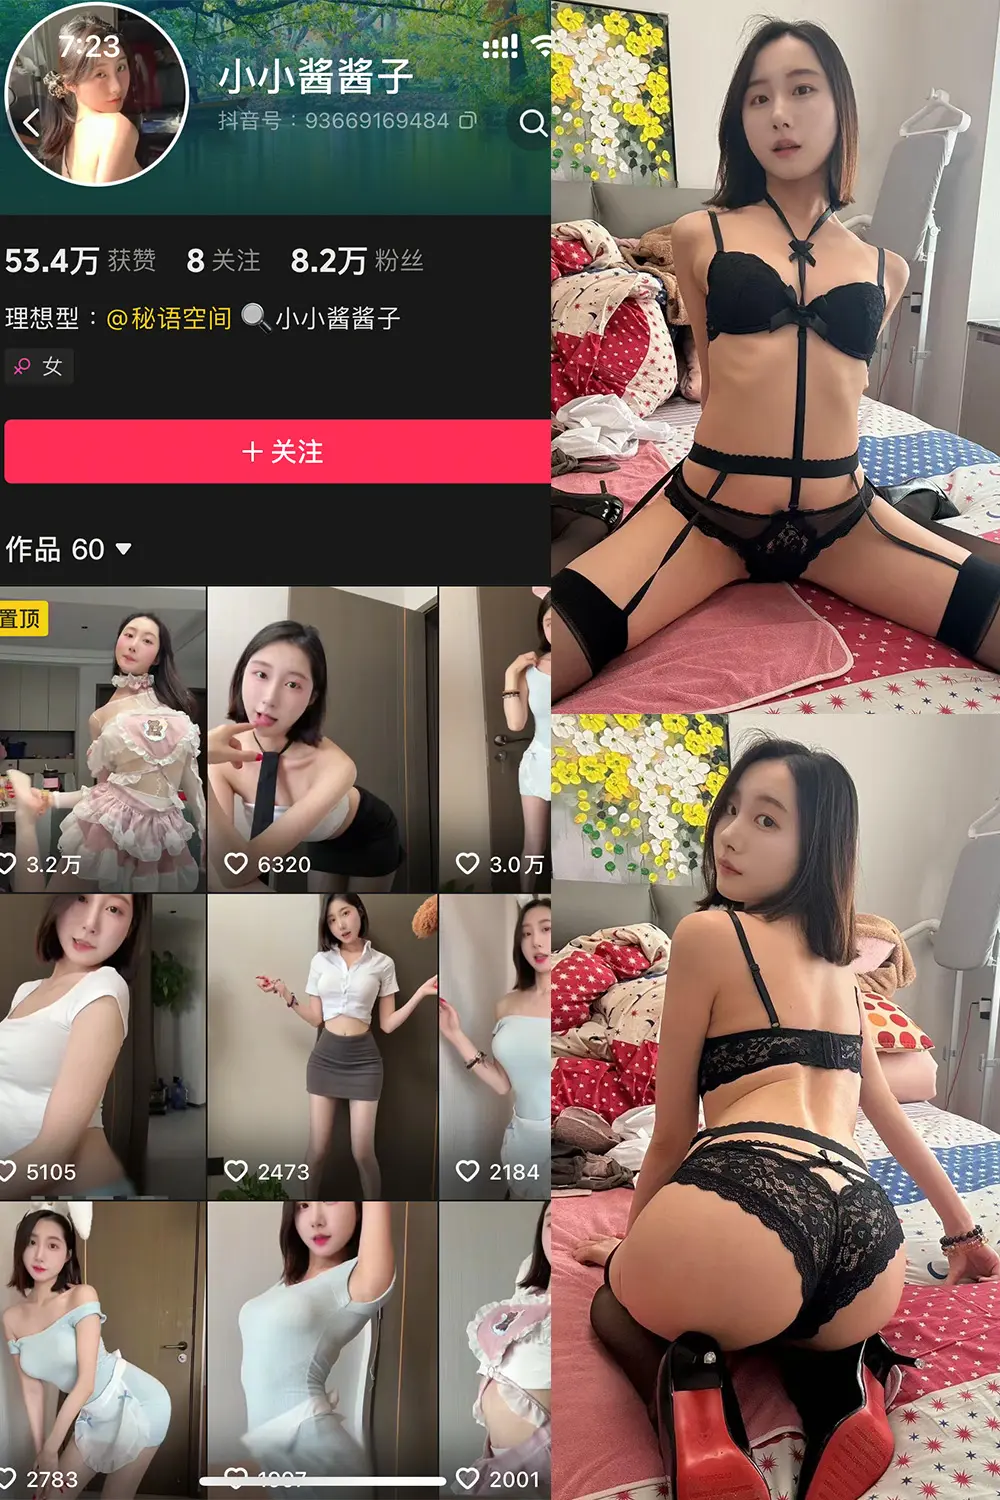 7:23
小小酱酱子
抖音号：93669169484
53.4万 获赞 8 关注 8.2万 粉丝
理想型：@秘语空间 🔍小小酱酱子
女
+ 关注
作品 60
置顶
3.2万
6320
3.0万
5105
2473
2184
2783
1997
2001